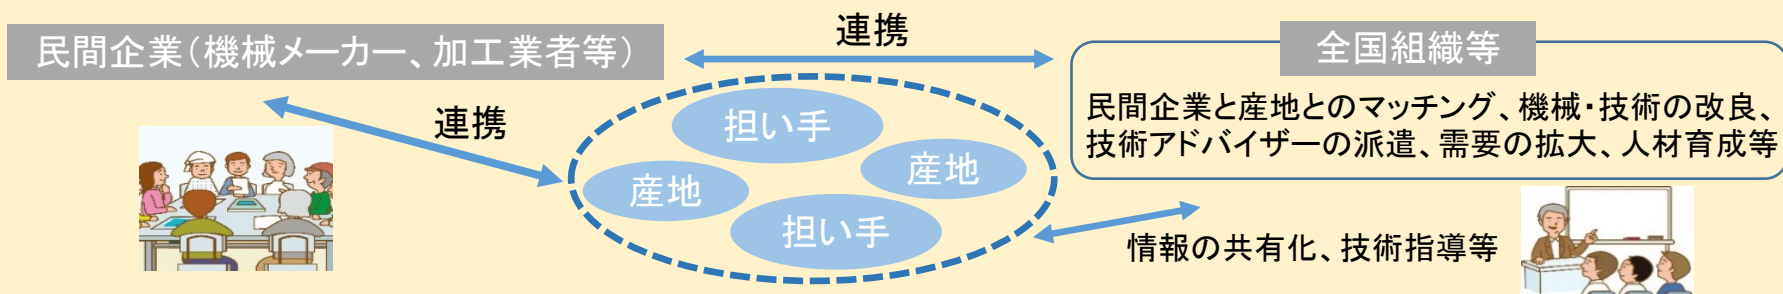 連携
民間企業（機械メーカー、加工業者等）
全国組織等
民間企業と産地とのマッチング、機械・技術の改良、
技術アドバイザーの派遣、需要の拡大、人材育成等
連携
担い手
産地
産地
担い手
情報の共有化、技術指導等